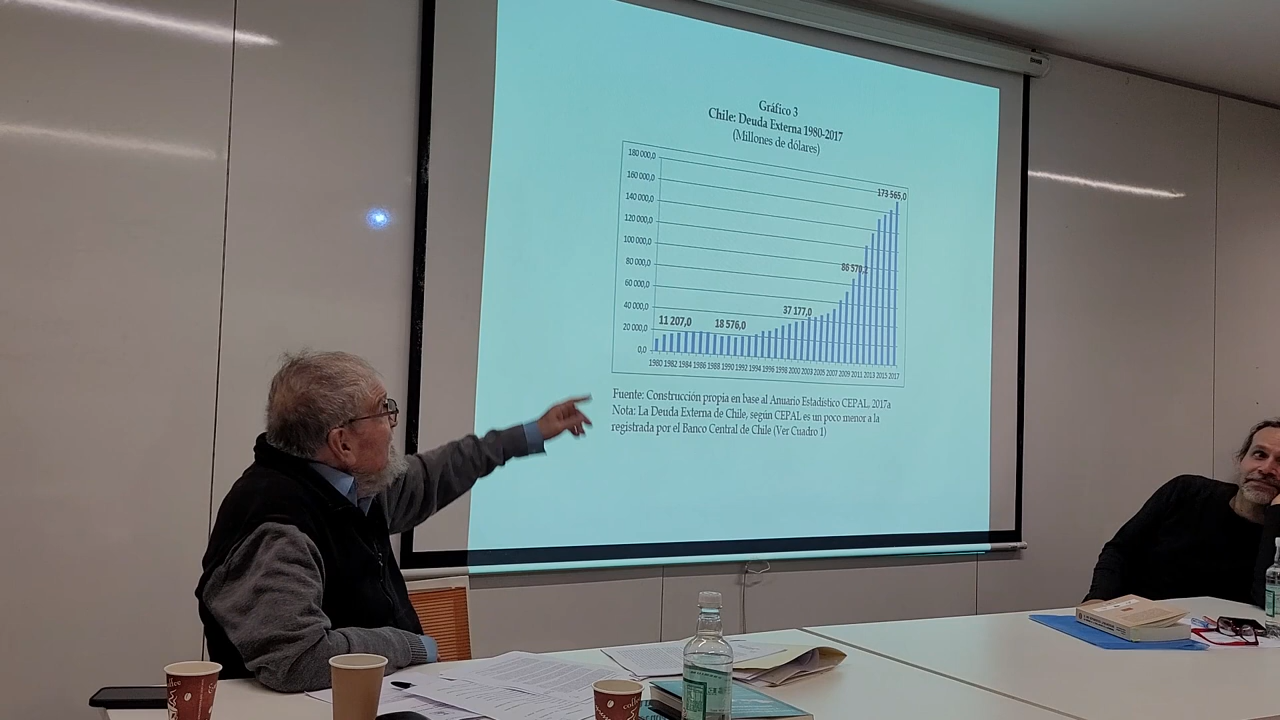 Gráfico 3
Chile: Deuda Externa 1980-2017
(Millones de dólares)
180 000,0
160 000,0
140 000,0
120 000,0
100 000,0
80 000,0
60 000,0
40 000,0
20 000,0
0,0
11 207,0
18 576,0
37 177,0
86 570,2
173 565,0
1980 1982 1984 1986 1988 1990 1992 1994 1996 1998 2000 2003 2005 2007 2009 2011 2013 2015 2017
Fuente: Construcción propia en base al Anuario Estadístico CEPAL, 2017a
Nota: La Deuda Externa de Chile, según CEPAL es un poco menor a la
registrada por el Banco Central de Chile (Ver Cuadro 1)
coffee
coffee